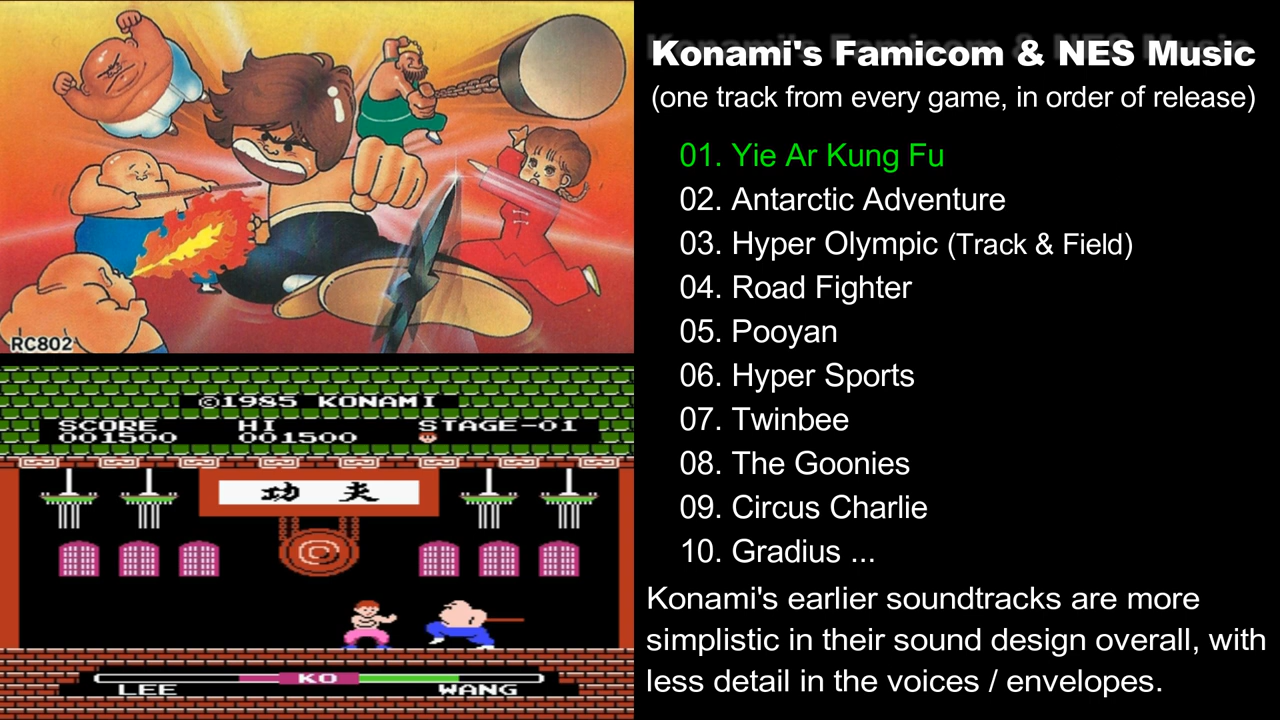 Konami's Famicom & NES Music
(one track from every game, in order of release)
01. Yie Ar Kung Fu
02. Antarctic Adventure
03. Hyper Olympic (Track & Field)
04. Road Fighter
05. Pooyan
06. Hyper Sports
07. Twinbee
08. The Goonies
09. Circus Charlie
10. Gradius ...
Konami's earlier soundtracks are more
simplistic in their sound design overall, with
less detail in the voices / envelopes.
RC802
©1985 KONAMI
SCORE HI STAGE-01
001500 001500
功 夫
KO
LEE WANG